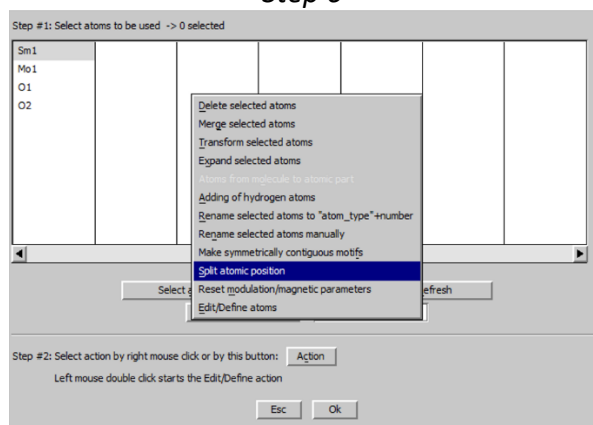 Step #1: Select atoms to be used -> 0 selected
Sm1
Mo1
O1
O2
Delete selected atoms
Merge selected atoms
Transform selected atoms
Expand selected atoms
Atoms from molecule to atomic part
Adding of hydrogen atoms
Rename selected atoms to "atom_type"+number
Rename selected atoms manually
Make symmetrically contiguous motifs
Split atomic position
Reset modulation/magnetic parameters
Edit/Define atoms
Select
efresh
Step #2: Select action by right mouse click or by this button: Action
Left mouse double click starts the Edit/Define action
Esc Ok